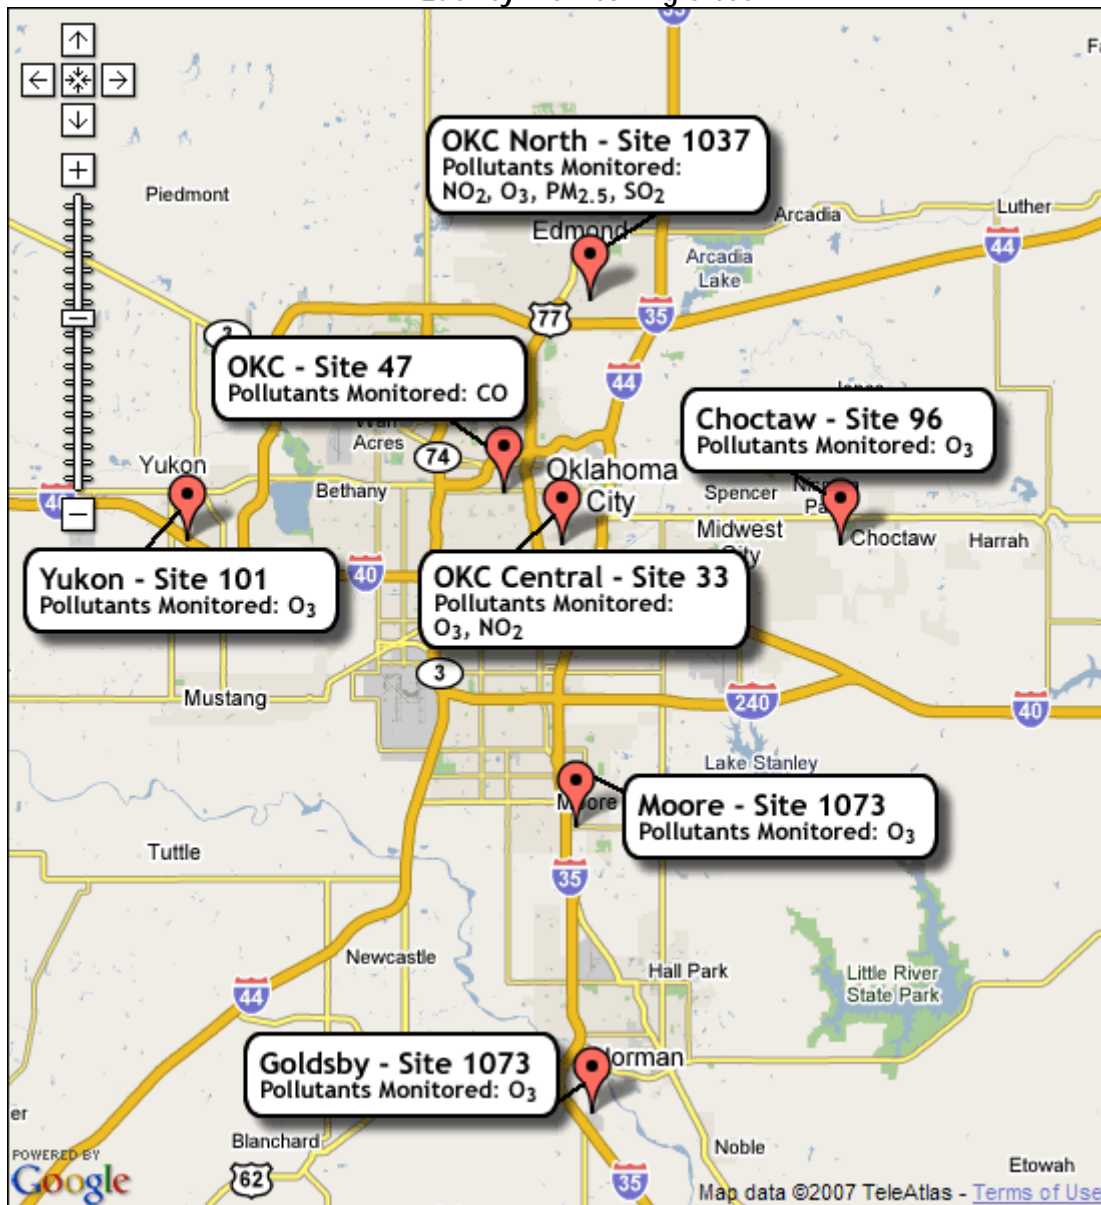 35
Piedmont
OKC North - Site 1037
Pollutants Monitored:
NO2, O3, PM2.5, SO2
Edmond
Arcadia
Luther
44
Arcadia
Lake
77
35
3
OKC - Site 47
Pollutants Monitored: CO
44
Choctaw - Site 96
Pollutants Monitored: O3
Acres
74
Yukon
Bethany
Oklahoma
City
Spencer
Midwest
City
Choctaw
Harrah
40
Yukon - Site 101
Pollutants Monitored: O3
OKC Central - Site 33
Pollutants Monitored:
O3, NO2
3
Mustang
240
40
Lake Stanley
Moore
Moore - Site 1073
Pollutants Monitored: O3
Tuttle
35
Newcastle
Hall Park
Little River
State Park
44
Goldsby - Site 1073
Pollutants Monitored: O3
Blanchard
62
Noble
Etowah
35
POWERED BY
Google
Map data ©2007 TeleAtlas - Terms of Use